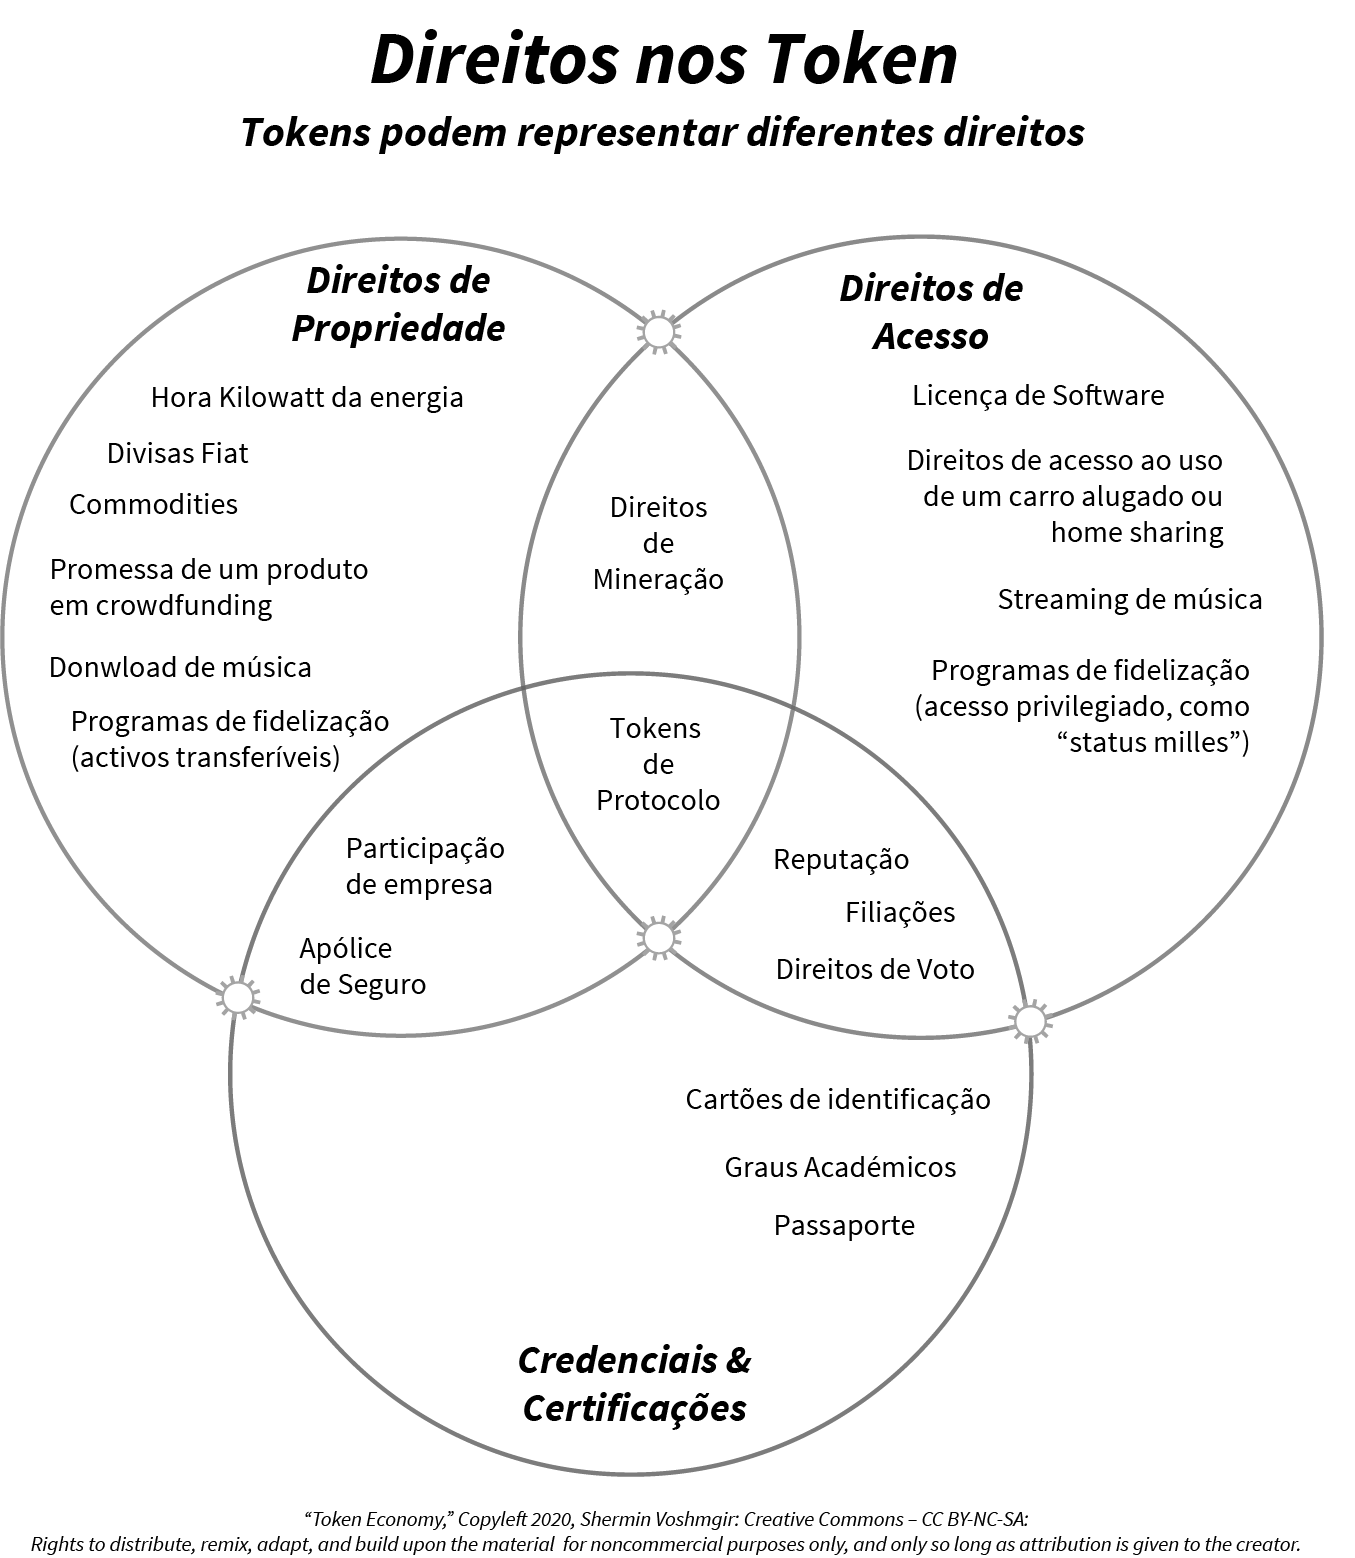 Direitos nos Token
Tokens podem representar diferentes direitos
Direitos de
Propriedade
Hora Kilowatt da energia
Divisas Fiat
Commodities
Promessa de um produto
em crowdfunding
Donwload de música
Programas de fidelização
(activos transferíveis)
Direitos de
Acesso
Licença de Software
Direitos de acesso ao uso
de um carro alugado ou
home sharing
Streaming de música
Programas de fidelização
(acesso privilegiado, como
“status milles”)
Direitos
de
Mineração
Tokens
de
Protocolo
Participação
de empresa
Apólice
de Seguro
Reputação
Filiações
Direitos de Voto
Cartões de identificação
Graus Académicos
Passaporte
Credenciais &
Certificações
“Token Economy,” Copyleft 2020, Shermin Voshmgir: Creative Commons – CC BY-NC-SA:
Rights to distribute, remix, adapt, and build upon the material for noncommercial purposes only, and only so long as attribution is given to the creator.